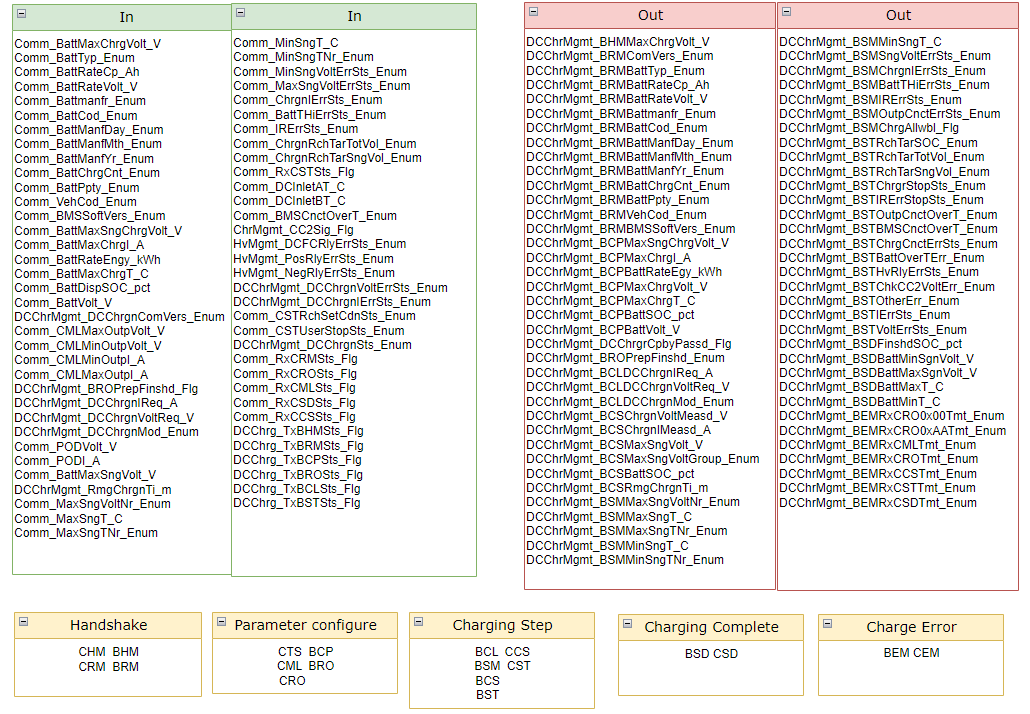 In
Comm_BattMaxChrgVolt_V
Comm_BattTyp_Enum
Comm_BattRateCp_Ah
Comm_BattRateVolt_V
Comm_Battmanfr_Enum
Comm_BattCod_Enum
Comm_BattManfDay_Enum
Comm_BattManfMth_Enum
Comm_BattManfYr_Enum
Comm_BattChrgCnt_Enum
Comm_BattPpty_Enum
Comm_VehCod_Enum
Comm_BMSSoftVers_Enum
Comm_BattMaxSngChrgVolt_V
Comm_BattMaxChrgI_A
Comm_BattRateEngy_kWh
Comm_BattMaxChrgT_C
Comm_BattDispSOC_pct
Comm_BattVolt_V
DCChrMgmt_DCChrgnComVers_Enum
Comm_CMLMaxOutpVolt_V
Comm_CMLMinOutpVolt_V
Comm_CMLMinOutpI_A
Comm_CMLMaxOutpI_A
DCChrMgmt_BROPrepFinshd_Flg
DCChrMgmt_DCChrgnIReq_A
DCChrMgmt_DCChrgnVoltReq_V
DCChrMgmt_DCChrgnMod_Enum
Comm_PODVolt_V
Comm_PODI_A
Comm_BattMaxSngVolt_V
DCChrMgmt_RmgChrgnTi_m
Comm_MaxSngVoltNr_Enum
Comm_MaxSngT_C
Comm_MaxSngTNr_Enum
In
Comm_MinSngT_C
Comm_MinSngTNr_Enum
Comm_MinSngVoltErrSts_Enum
Comm_MaxSngVoltErrSts_Enum
Comm_ChrgnIErrSts_Enum
Comm_BattTHiErrSts_Enum
Comm_IRErrSts_Enum
Comm_ChrgnRchTarTotVol_Enum
Comm_ChrgnRchTarSngVol_Enum
Comm_RxCSTSts_Flg
Comm_DCInletAT_C
Comm_DCInletBT_C
Comm_BMSCnctOverT_Enum
ChrMgmt_CC2Sig_Flg
HvMgmt_DCFCRlyErrSts_Enum
HvMgmt_PosRlyErrSts_Enum
HvMgmt_NegRlyErrSts_Enum
DCChrMgmt_DCChrgnVoltErrSts_Enum
DCChrMgmt_DCChrgnIErrSts_Enum
Comm_CSTRchSetCdnSts_Enum
Comm_CSTUserStopSts_Enum
DCChrMgmt_DCChrgnSts_Enum
Comm_RxCRMSts_Flg
Comm_RxCROSts_Flg
Comm_RxCMLSts_Flg
Comm_RxCSDSts_Flg
Comm_RxCCSSts_Flg
DCChrg_TxBHMSts_Flg
DCChrg_TxBRMSts_Flg
DCChrg_TxBCPSts_Flg
DCChrg_TxBROSts_Flg
DCChrg_TxBCLSts_Flg
DCChrg_TxBSTSts_Flg
Out
DCChrMgmt_BHMMaxChrgVolt_V
DCChrMgmt_BRMComVers_Enum
DCChrMgmt_BRMBattTyp_Enum
DCChrMgmt_BRMBattRateCp_Ah
DCChrMgmt_BRMBattRateVolt_V
DCChrMgmt_BRMBattmanfr_Enum
DCChrMgmt_BRMBattCod_Enum
DCChrMgmt_BRMBattManfDay_Enum
DCChrMgmt_BRMBattManfMth_Enum
DCChrMgmt_BRMBattManfYr_Enum
DCChrMgmt_BRMBattChrgCnt_Enum
DCChrMgmt_BRMBattPpty_Enum
DCChrMgmt_BRMVehCod_Enum
DCChrMgmt_BRMBMSSoftVers_Enum
DCChrMgmt_BCPMaxSngChrgVolt_V
DCChrMgmt_BCPMaxChrgI_A
DCChrMgmt_BCPBattRateEgy_kWh
DCChrMgmt_BCPMaxChrgVolt_V
DCChrMgmt_BCPMaxChrgT_C
DCChrMgmt_BCPBattSOC_pct
DCChrMgmt_BCPBattVolt_V
DCChrMgmt_DCChrgrCpbyPassd_Flg
DCChrMgmt_BROPrepFinshd_Enum
DCChrMgmt_BCLDCChrgnIReq_A
DCChrMgmt_BCLDCChrgnVoltReq_V
DCChrMgmt_BCLDCChrgnMod_Enum
DCChrMgmt_BCSChrgnVoltMeasd_V
DCChrMgmt_BCSChrgnIMeasd_A
DCChrMgmt_BCSMaxSngVolt_V
DCChrMgmt_BCSMaxSngVoltGroup_Enum
DCChrMgmt_BCSBattSOC_pct
DCChrMgmt_BCSRmgChrgnTi_m
DCChrMgmt_BSMMaxSngVoltNr_Enum
DCChrMgmt_BSMMaxSngT_C
DCChrMgmt_BSMMaxSngTNr_Enum
DCChrMgmt_BSMMinSngT_C
DCChrMgmt_BSMMinSngTNr_Enum
Out
DCChrMgmt_BSMMinSngT_C
DCChrMgmt_BSMSngVoltErrSts_Enum
DCChrMgmt_BSMChrgnIErrSts_Enum
DCChrMgmt_BSMBattTHiErrSts_Enum
DCChrMgmt_BSMIRErrSts_Enum
DCChrMgmt_BSMOutpCnctErrSts_Enum
DCChrMgmt_BSMChrgAllwbl_Flg
DCChrMgmt_BSTRchTarSOC_Enum
DCChrMgmt_BSTRchTarTotVol_Enum
DCChrMgmt_BSTRchTarSngVol_Enum
DCChrMgmt_BSTChrgrStopSts_Enum
DCChrMgmt_BSTIRErrStopSts_Enum
DCChrMgmt_BSTOutpCnctOverT_Enum
DCChrMgmt_BSTBMSCnctOverT_Enum
DCChrMgmt_BSTChrgCnctErrSts_Enum
DCChrMgmt_BSTBattOverTErr_Enum
DCChrMgmt_BSTHvRlyErrSts_Enum
DCChrMgmt_BSTChkCC2VoltErr_Enum
DCChrMgmt_BSTOtherErr_Enum
DCChrMgmt_BSTIErrSts_Enum
DCChrMgmt_BSTVoltErrSts_Enum
DCChrMgmt_BSDFinshdSOC_pct
DCChrMgmt_BSDBattMinSgnVolt_V
DCChrMgmt_BSDBattMaxSgnVolt_V
DCChrMgmt_BSDBattMaxT_C
DCChrMgmt_BSDBattMinT_C
DCChrMgmt_BEMRxCRO0x00Tmt_Enum
DCChrMgmt_BEMRxCRO0xAATmt_Enum
DCChrMgmt_BEMRxCMLTmt_Enum
DCChrMgmt_BEMRxCROTmt_Enum
DCChrMgmt_BEMRxCCSTmt_Enum
DCChrMgmt_BEMRxCSTTmt_Enum
DCChrMgmt_BEMRxCSDTmt_Enum
Handshake
CHM BHM
CRM BRM
Parameter configure
CTS BCP
CML BRO
CRO
Charging Step
BCL CCS
BSM CST
BCS
BST
Charging Complete
BSD CSD
Charge Error
BEM CEM